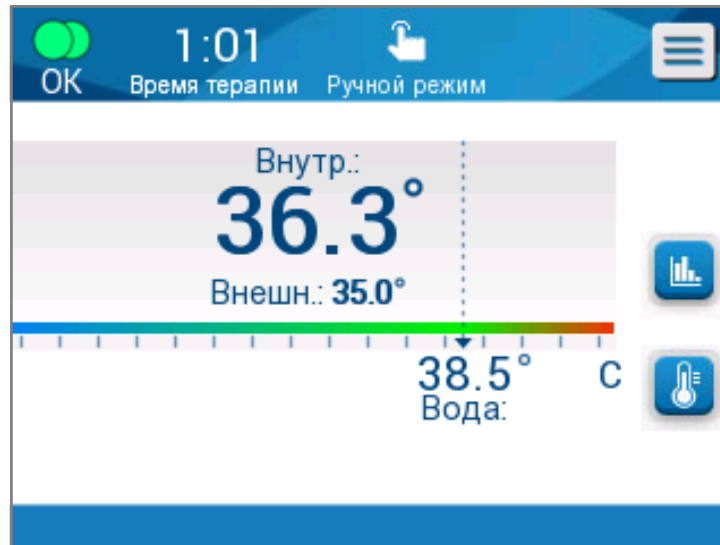 1:01
OK Время терапии Ручной режим
Внутр.:
36.3°
Внешн.: 35.0°
38.5° C
Вода: